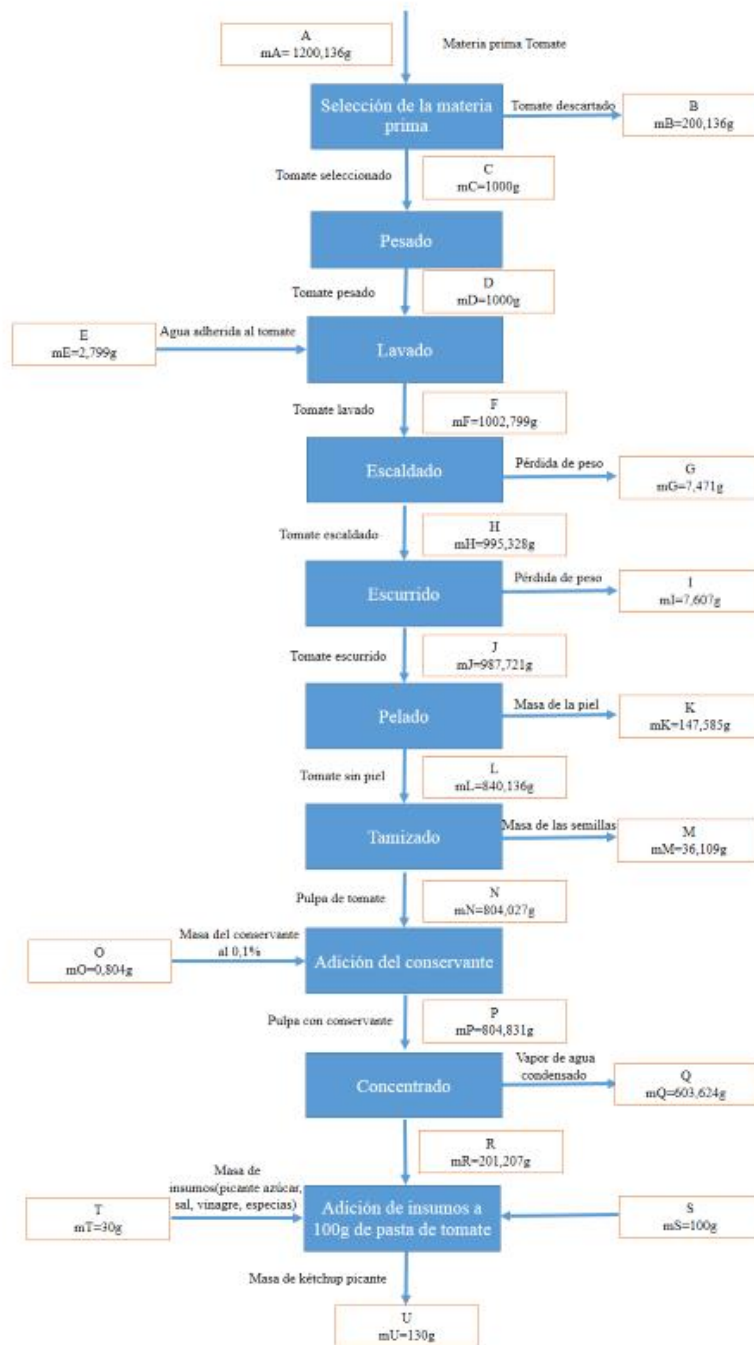 A
mA= 1200,136g
Materia prima Tomate
Selección de la materia
prima
Tomate descartado
B
mB=200,136g
Tomate seleccionado
C
mC=1000g
Pesado
Tomate pesado
D
mD=1000g
E
mE=2,799g
Agua adherida al tomate
Lavado
Tomate lavado
F
mF=1002,799g
Escaldado
Pérdida de peso
G
mG=7,471g
Tomate escaldado
H
mH=995,328g
Escurrido
Pérdida de peso
I
mI=7,607g
Tomate escurrido
J
mJ=987,721g
Pelado
Masa de la piel
K
mK=147,585g
Tomate sin piel
L
mL=840,136g
Tamizado
Masa de las semillas
M
mM=36,109g
Pulpa de tomate
N
mN=804,027g
O
mO=0,804g
Masa del conservante
al 0,1%
Adición del conservante
Pulpa con conservante
P
mP=804,831g
Concentrado
Vapor de agua
condensado
Q
mQ=603,624g
R
mR=201,207g
T
mT=30g
Masa de
insumos(picante azúcar,
sal, vinagre, especias)
Adición de insumos a
100g de pasta de tomate
S
mS=100g
Masa de kétchup picante
U
mU=130g